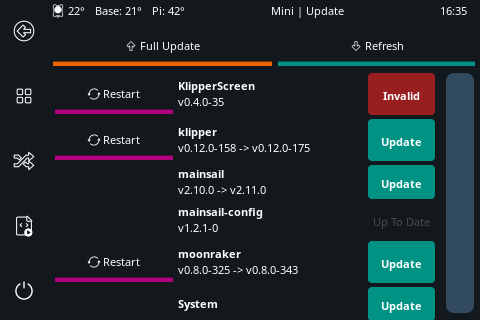 22° Base: 21° Pi: 42° Mini | Update 16:35
Full Update Refresh
Restart KlipperScreen Invalid
v0.4.0-35
Restart klipper Update
v0.12.0-158 -> v0.12.0-175
mainsail Update
v2.10.0 -> v2.11.0
mainsail-config Up To Date
v1.2.1-0
Restart moonraker Update
v0.8.0-325 -> v0.8.0-343
System Update